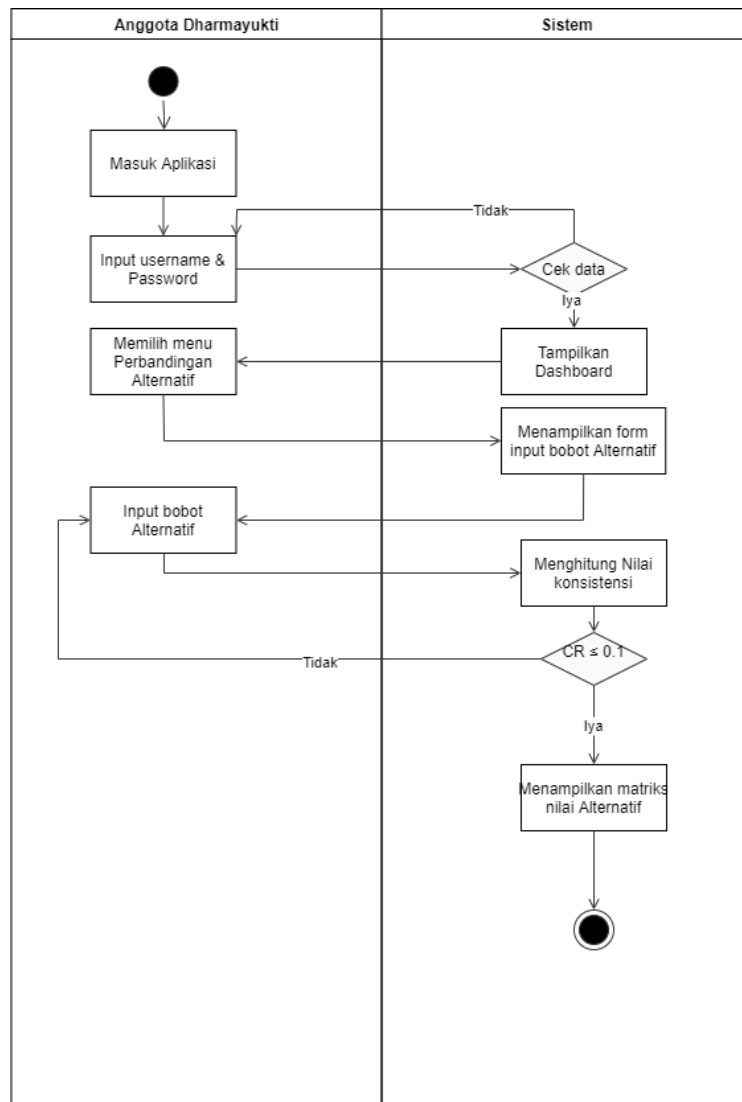 Anggota Dharmayukti
Sistem
Masuk Aplikasi
Tidak
Input username &
Password
Cek data
Iya
Memilih menu
Perbandingan
Alternatif
Tampilkan
Dashboard
Menampilkan form
input bobot Alternatif
Input bobot
Alternatif
Menghitung Nilai
konsistensi
CR ≤ 0.1
Tidak
Iya
Menampilkan matriks
nilai Alternatif